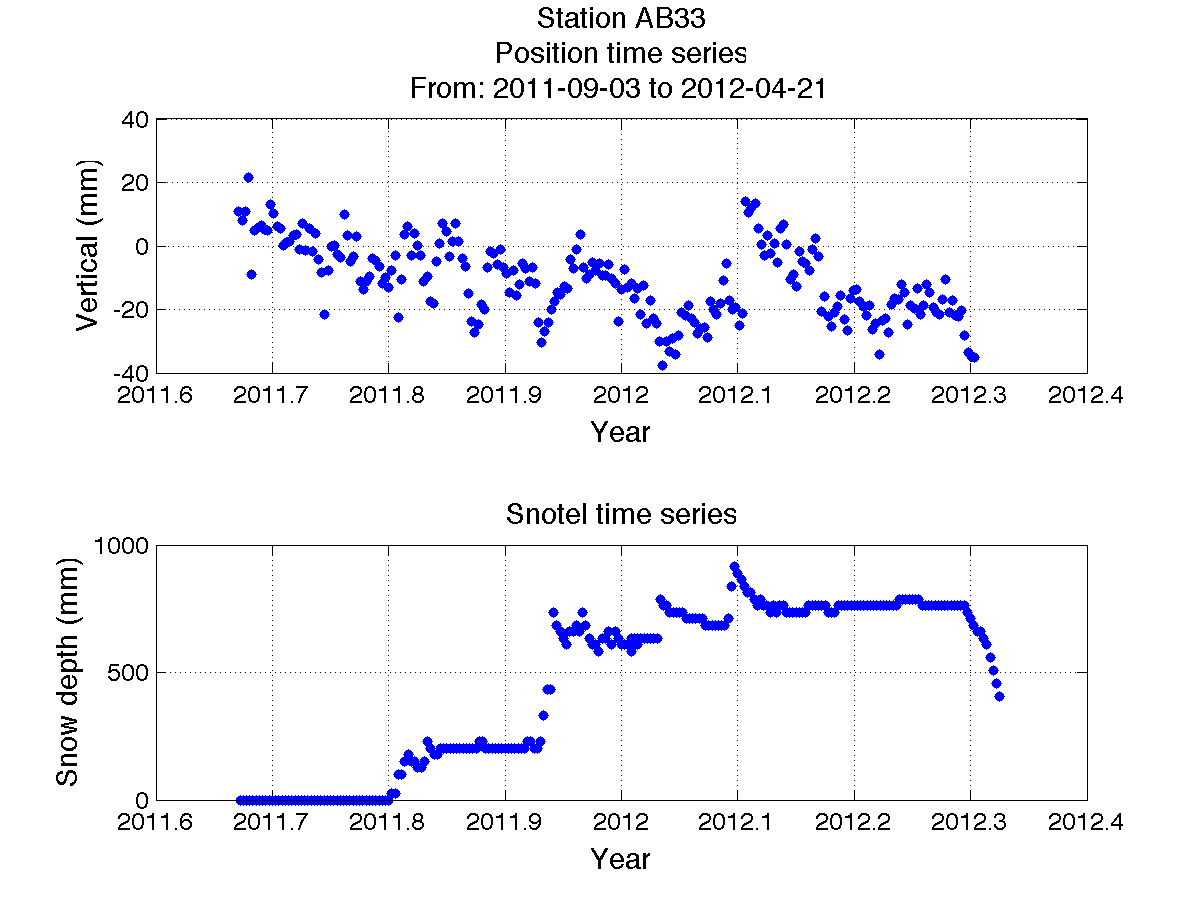 Station AB33
Position time series
From: 2011-09-03 to 2012-04-21
40
20
0
-20
-40
Vertical (mm)
2011.6 2011.7 2011.8 2011.9 2012 2012.1 2012.2 2012.3 2012.4
Year
Snotel time series
1000
500
0
Snow depth (mm)
2011.6 2011.7 2011.8 2011.9 2012 2012.1 2012.2 2012.3 2012.4
Year